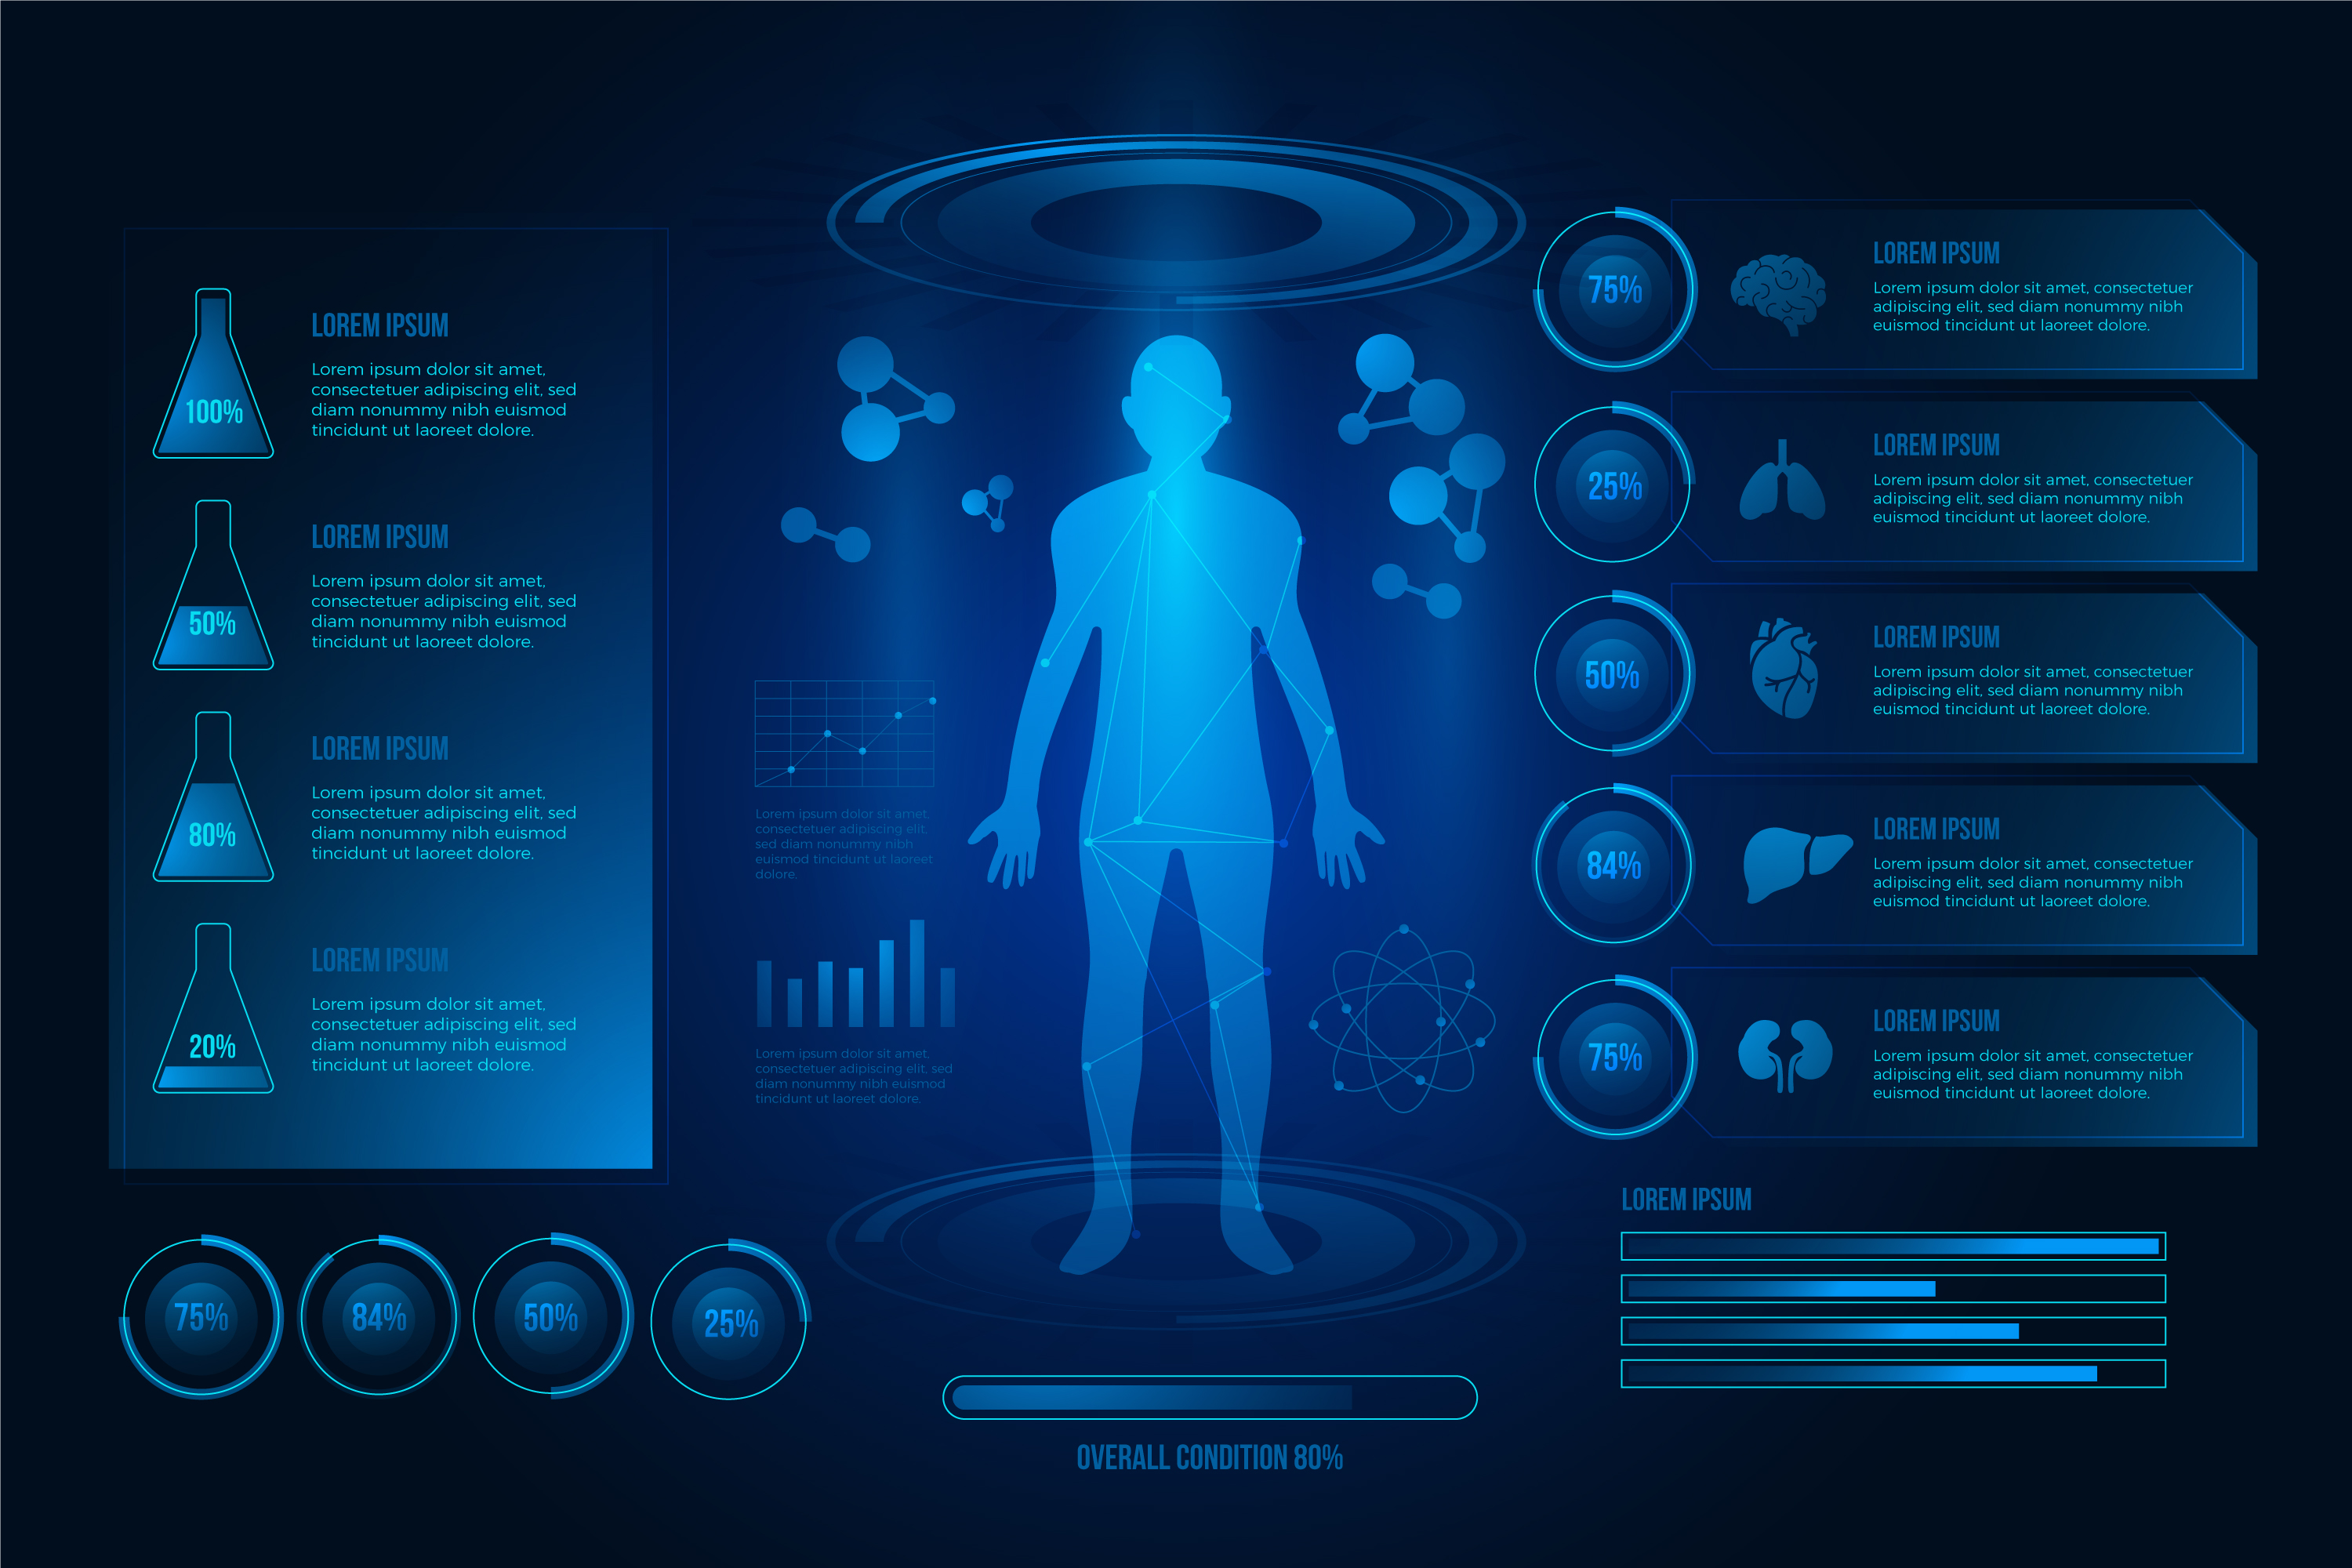 100%
LOREM IPSUM
Lorem ipsum dolor sit amet,
consectetuer adipiscing elit, sed
diam nonummy nibh euismod
tincidunt ut laoreet dolore.
50%
LOREM IPSUM
Lorem ipsum dolor sit amet,
consectetuer adipiscing elit, sed
diam nonummy nibh euismod
tincidunt ut laoreet dolore.
80%
LOREM IPSUM
Lorem ipsum dolor sit amet,
consectetuer adipiscing elit, sed
diam nonummy nibh euismod
tincidunt ut laoreet dolore.
20%
LOREM IPSUM
Lorem ipsum dolor sit amet,
consectetuer adipiscing elit, sed
diam nonummy nibh euismod
tincidunt ut laoreet dolore.
75%
84%
50%
25%
Lorem ipsum dolor sit amet,
consectetuer adipiscing elit,
sed diam nonummy nibh
euismod tincidunt ut laoreet
dolore.
Lorem ipsum dolor sit amet,
consectetuer adipiscing elit, sed
diam nonummy nibh euismod
tincidunt ut laoreet dolore.
OVERALL CONDITION 80%
75%
LOREM IPSUM
Lorem ipsum dolor sit amet, consectetuer
adipiscing elit, sed diam nonummy nibh
euismod tincidunt ut laoreet dolore.
25%
LOREM IPSUM
Lorem ipsum dolor sit amet, consectetuer
adipiscing elit, sed diam nonummy nibh
euismod tincidunt ut laoreet dolore.
50%
LOREM IPSUM
Lorem ipsum dolor sit amet, consectetuer
adipiscing elit, sed diam nonummy nibh
euismod tincidunt ut laoreet dolore.
84%
LOREM IPSUM
Lorem ipsum dolor sit amet, consectetuer
adipiscing elit, sed diam nonummy nibh
euismod tincidunt ut laoreet dolore.
75%
LOREM IPSUM
Lorem ipsum dolor sit amet, consectetuer
adipiscing elit, sed diam nonummy nibh
euismod tincidunt ut laoreet dolore.
LOREM IPSUM